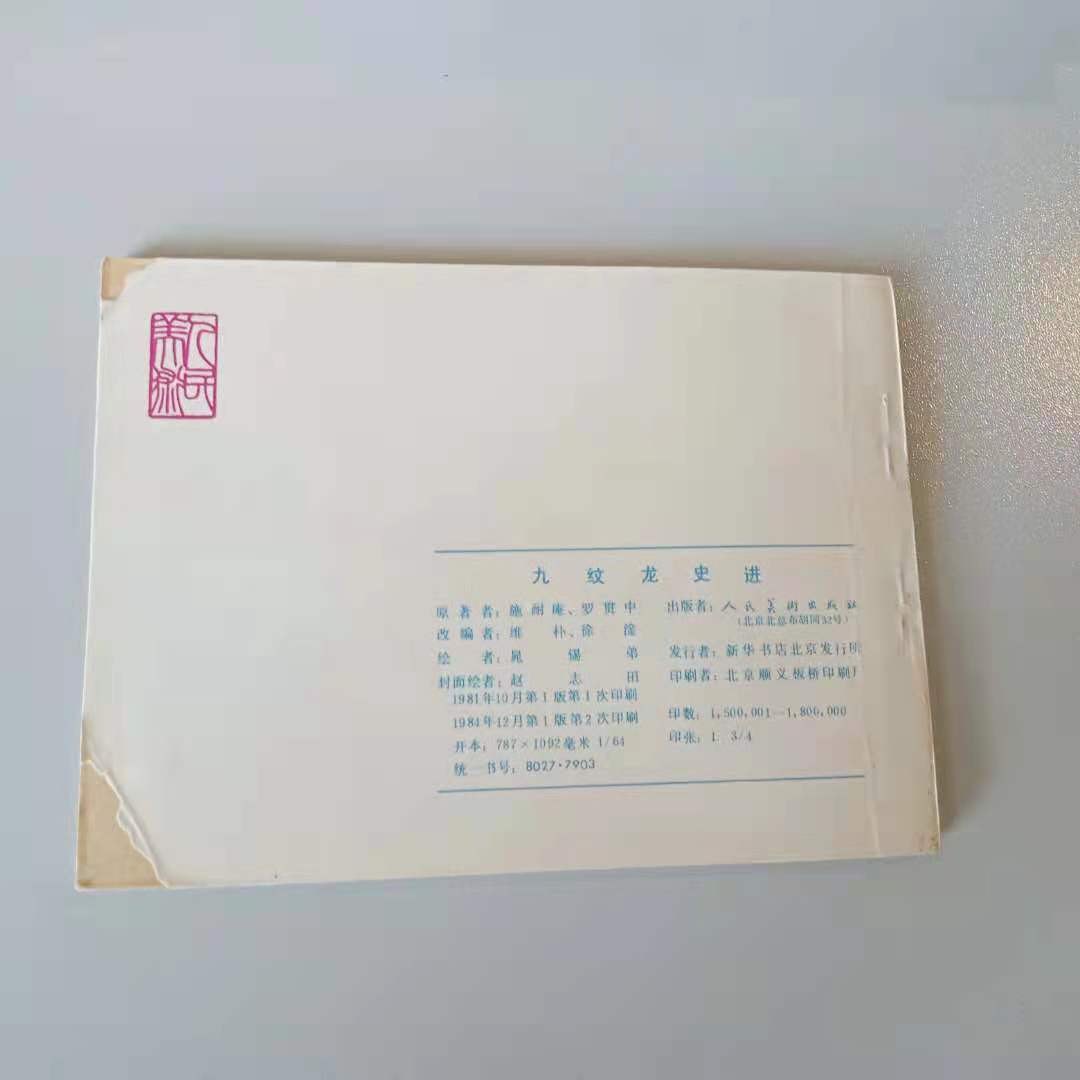 人民美术
九纹龙史进
原著者：施耐庵、罗贯中
改编者：维朴、徐淦
绘者：晁锡弟
封面绘者：赵志田
1981年10月第1版第1次印刷
1984年12月第1版第2次印刷
开本：787×1092毫米1/64
统一书号：8027·7903
出版者：人民美术出版社
（北京北总布胡同32号）
发行者：新华书店北京发行所
印刷者：北京顺义板桥印刷
印数：1,500,001—1,800,000
印张：1 3/4